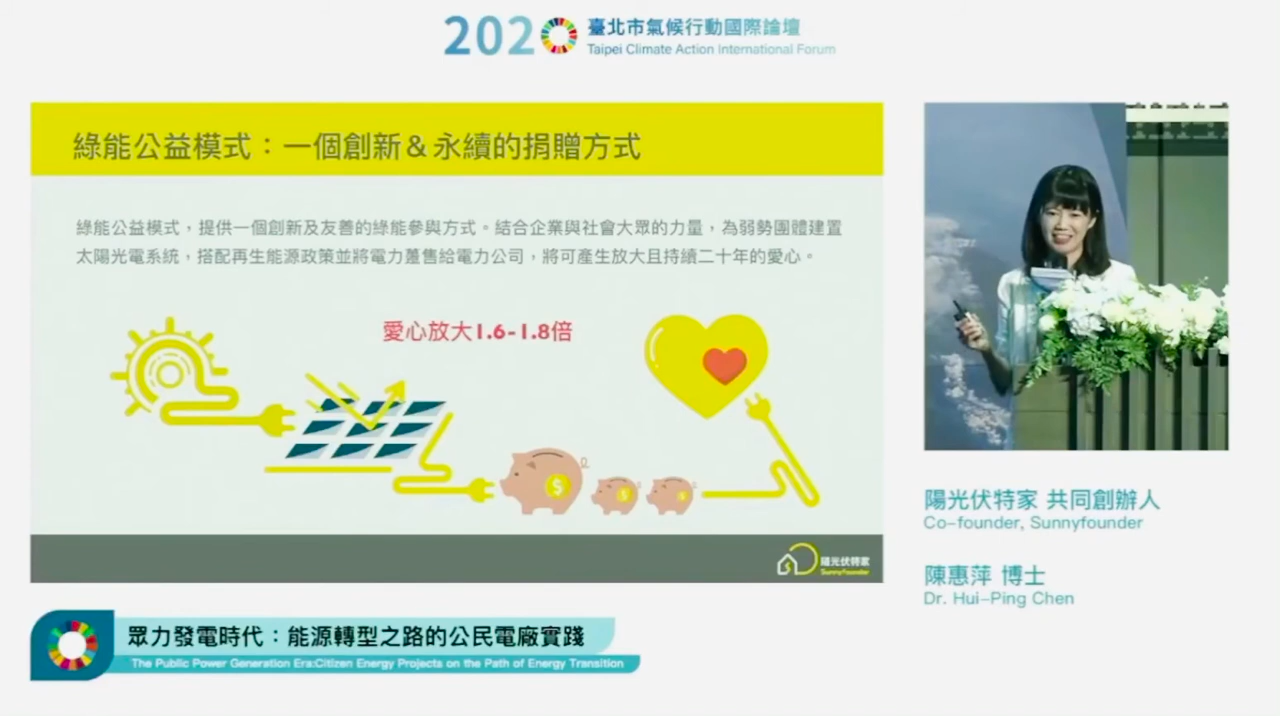 2020 臺北市氣候行動國際論壇
Taipei Climate Action International Forum
綠能公益模式：一個創新＆永續的捐贈方式
綠能公益模式，提供一個創新及友善的綠能參與方式。結合企業與社會大眾的力量，為弱勢團體建置
太陽光電系統，搭配再生能源政策並將電力躉售給電力公司，將可產生放大且持續二十年的愛心。
愛心放大1.6-1.8倍
$
$
$
陽光伏特家
Sunnyfounder
陽光伏特家 共同創辦人
Co-founder, Sunnyfounder
陳惠萍 博士
Dr. Hui-Ping Chen
眾力發電時代：能源轉型之路的公民電廠實踐
The Public Power Generation Era:Citizen Energy Projects on the Path of Energy Transition